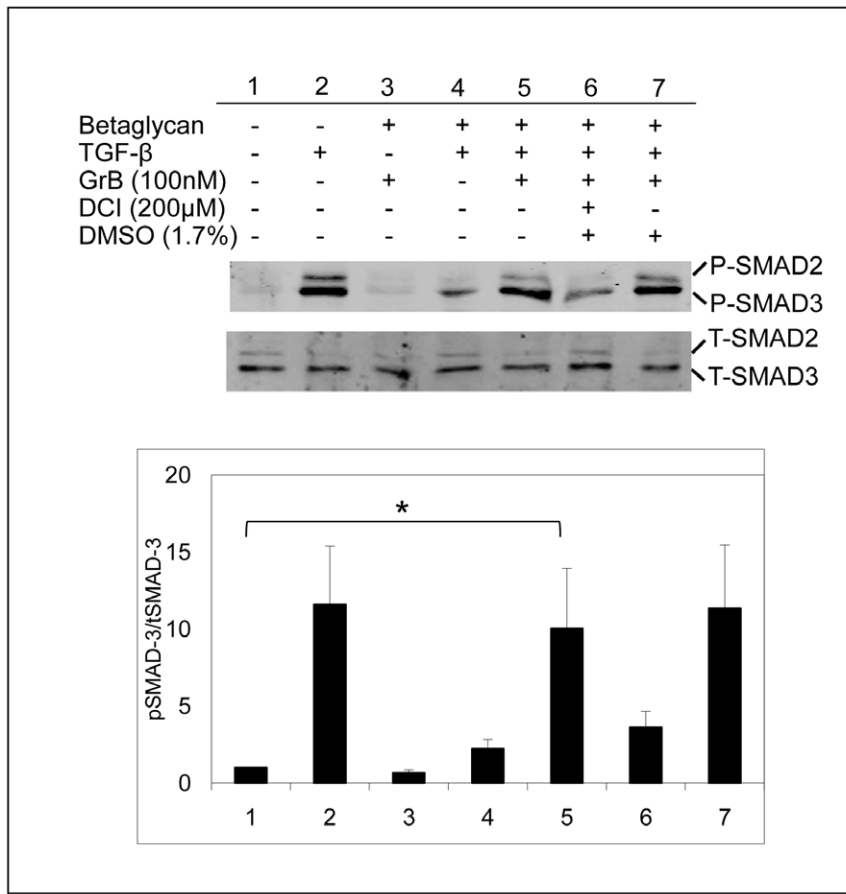 1 2 3 4 5 6 7
Betaglycan - - + + + + +
TGF-β - + - + + + +
GrB (100nM) - - + - + + +
DCI (200µM) - - - - - + -
DMSO (1.7%) - - - - - + +
P-SMAD2
P-SMAD3
T-SMAD2
T-SMAD3
20
*
15
10
5
0
pSMAD-3/tSMAD-3
1 2 3 4 5 6 7